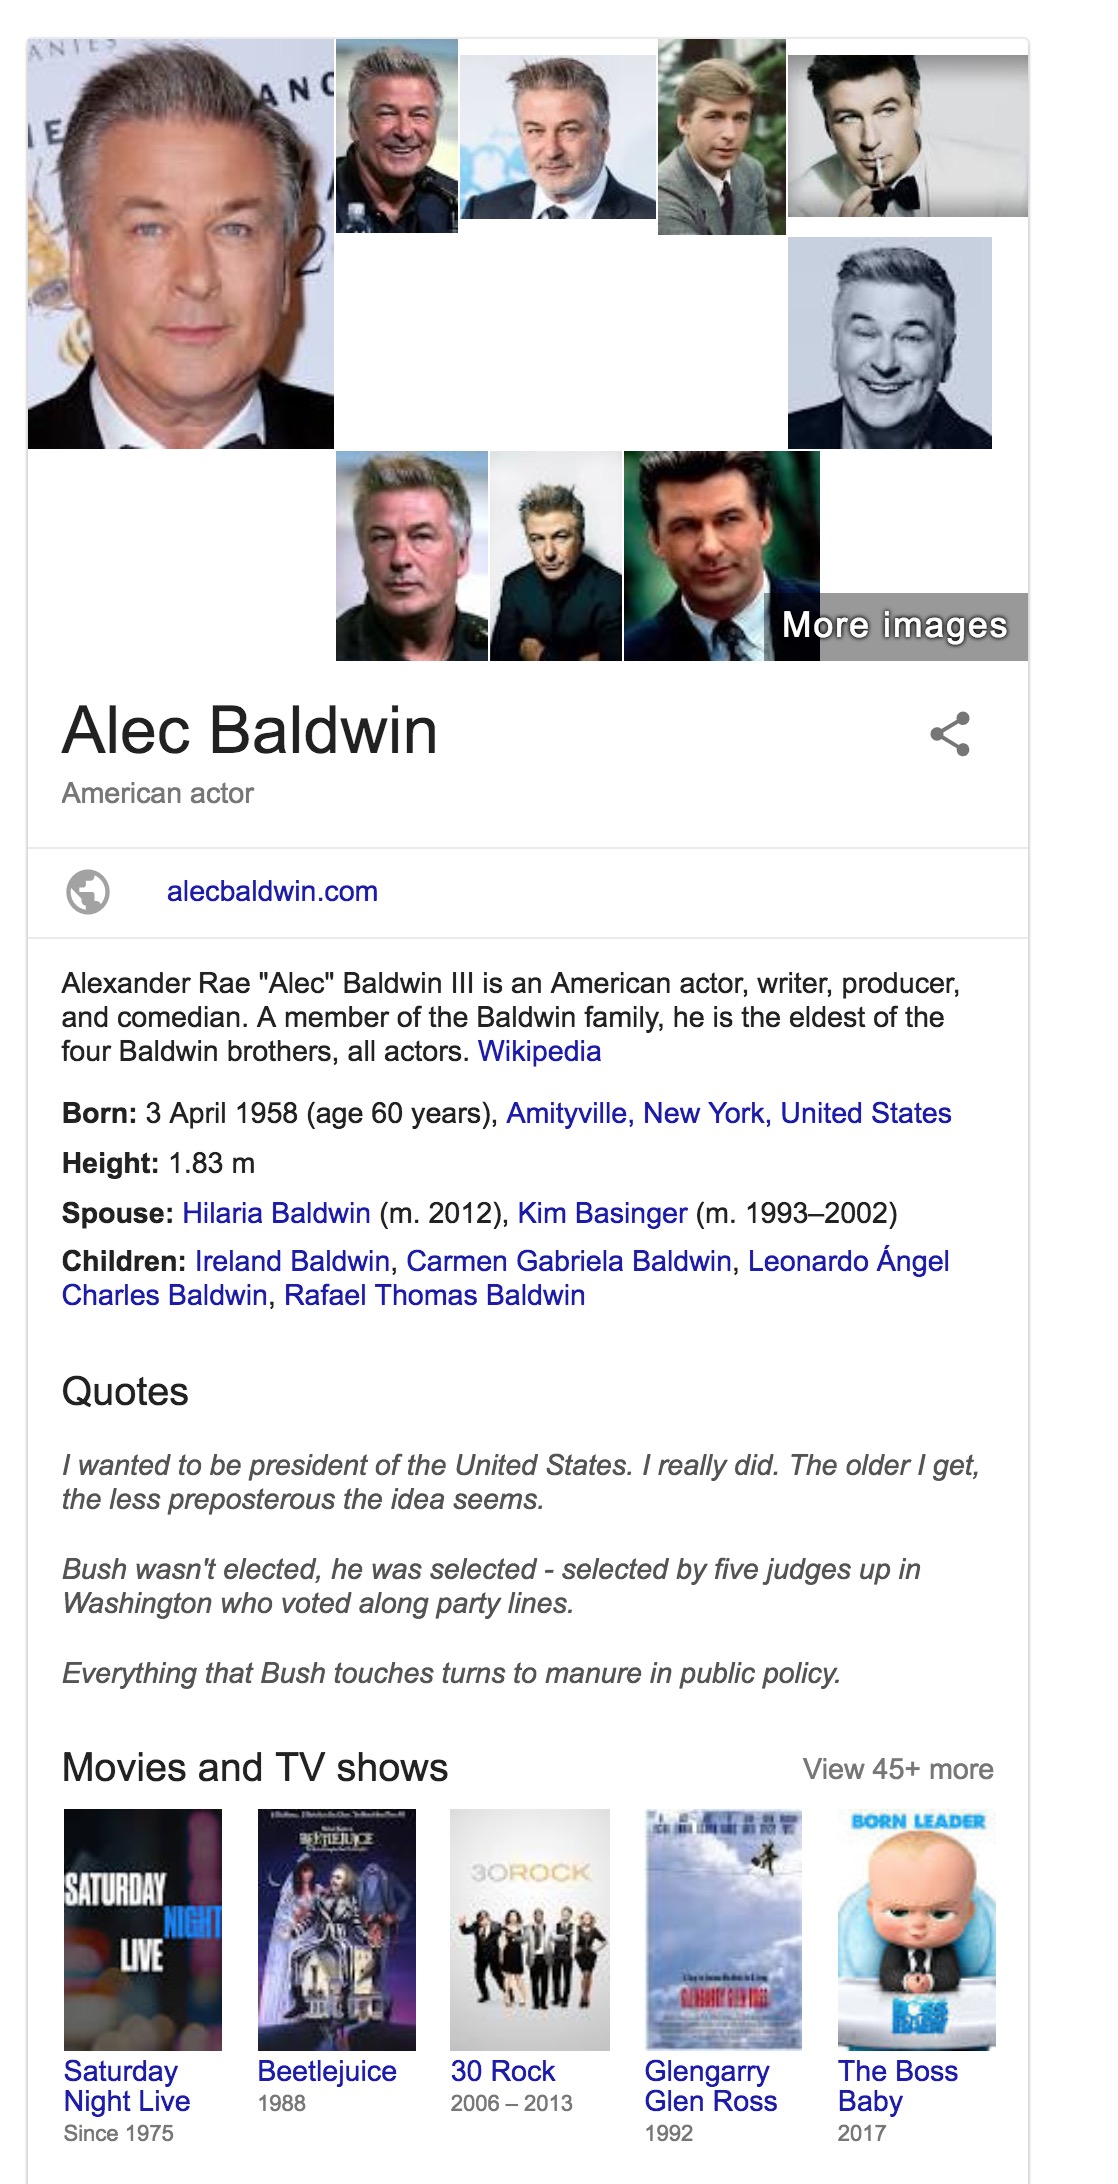 ANIES
ANC
IE
A
2
More images
Alec Baldwin
American actor
alecbaldwin.com
Alexander Rae "Alec" Baldwin III is an American actor, writer, producer,
and comedian. A member of the Baldwin family, he is the eldest of the
four Baldwin brothers, all actors. Wikipedia
Born: 3 April 1958 (age 60 years), Amityville, New York, United States
Height: 1.83 m
Spouse: Hilaria Baldwin (m. 2012), Kim Basinger (m. 1993–2002)
Children: Ireland Baldwin, Carmen Gabriela Baldwin, Leonardo Ángel
Charles Baldwin, Rafael Thomas Baldwin
Quotes
I wanted to be president of the United States. I really did. The older I get,
the less preposterous the idea seems.
Bush wasn't elected, he was selected - selected by five judges up in
Washington who voted along party lines.
Everything that Bush touches turns to manure in public policy.
Movies and TV shows View 45+ more
SATURDAY
NIGHT
LIVE
BEETLEJUICE
30ROCK
GLENGARRY GLEN ROSS
BORN LEADER
BOSS
BABY
Saturday
Night Live
Since 1975
Beetlejuice
1988
30 Rock
2006 – 2013
Glengarry
Glen Ross
1992
The Boss
Baby
2017